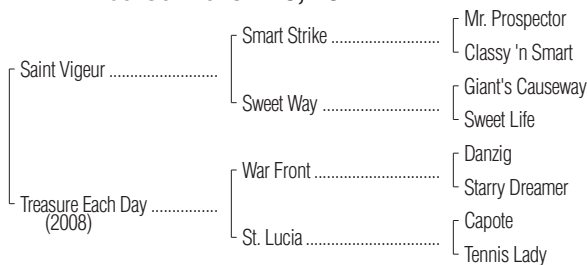 Mr. Prospector
Smart Strike ..................................
Classy 'n Smart
Saint Vigeur ..............................
Giant's Causeway
Sweet Way ....................................
Sweet Life
Danzig
War Front .....................................
Starry Dreamer
Treasure Each Day ..................
(2008)
Capote
St. Lucia .......................................
Tennis Lady